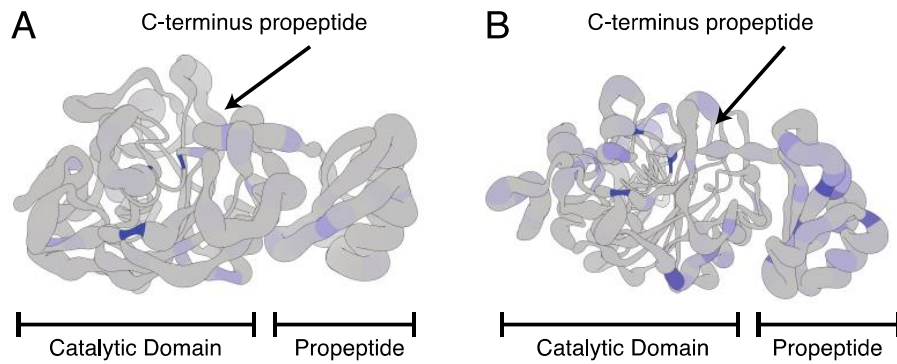 A
C-terminus propeptide
Catalytic Domain
Propeptide
B
C-terminus propeptide
Catalytic Domain
Propeptide